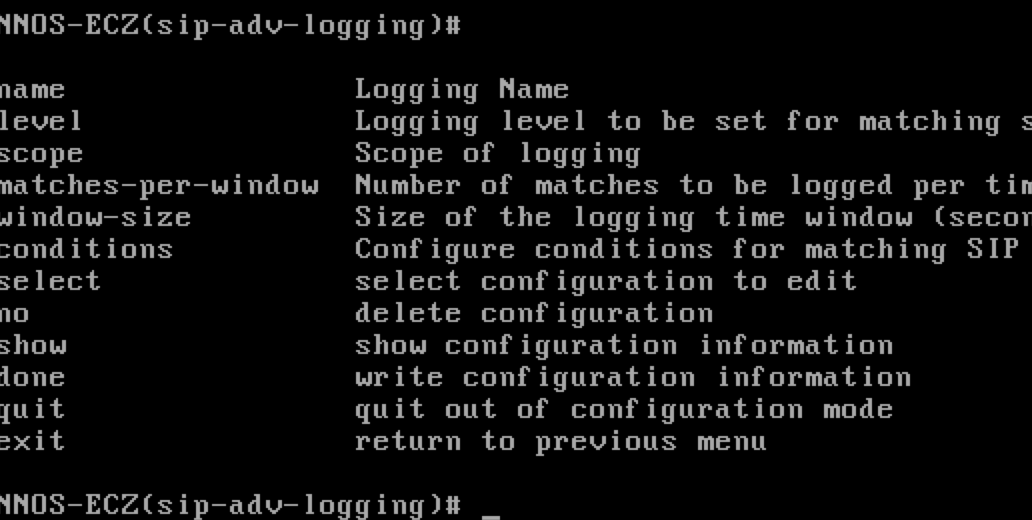 NNOS-ECZ(sip-adv-logging)#
name Logging Name
level Logging level to be set for matching s
scope Scope of logging
matches-per-window Number of matches to be logged per tim
window-size Size of the logging time window (secon
conditions Configure conditions for matching SIP
select select configuration to edit
no delete configuration
show show configuration information
done write configuration information
quit quit out of configuration mode
exit return to previous menu
NNOS-ECZ(sip-adv-logging)# _